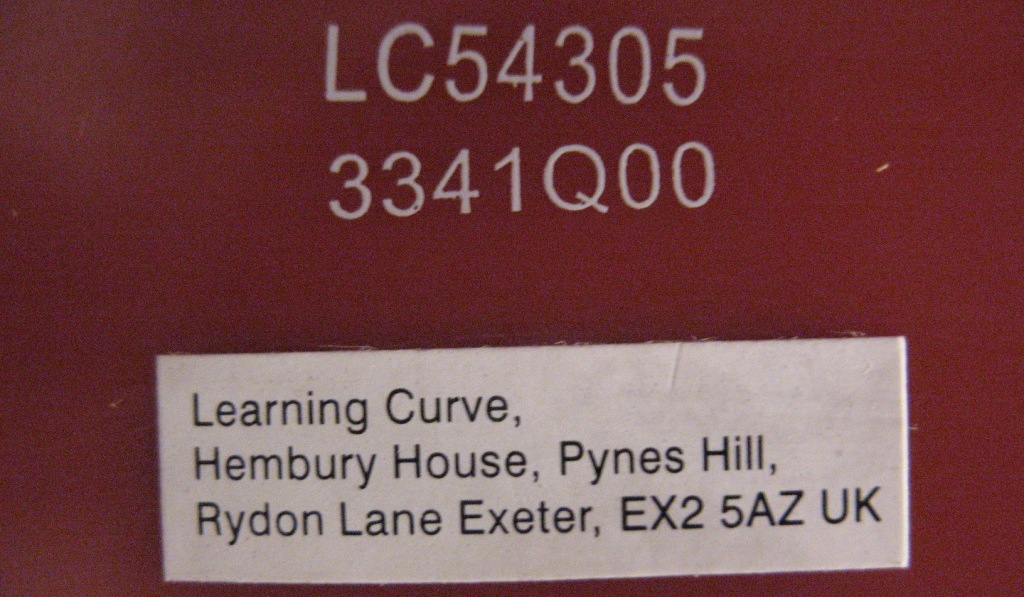 LC54305
3341Q00
Learning Curve,
Hembury House, Pynes Hill,
Rydon Lane Exeter, EX2 5AZ UK